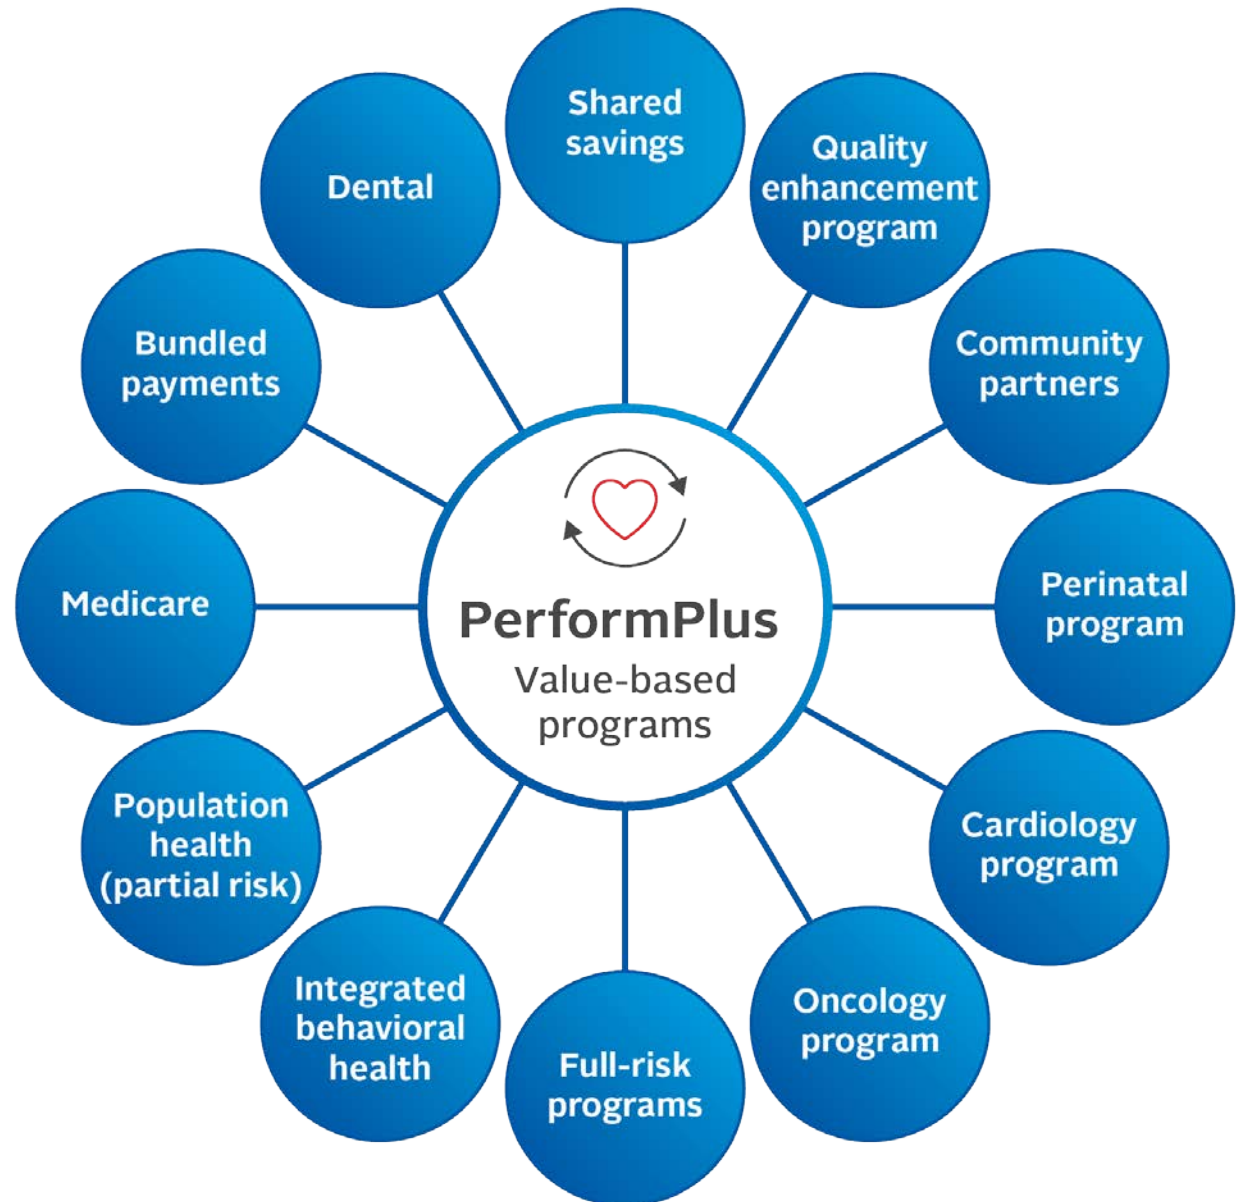 Shared
savings
Quality
enhancement
program
Community
partners
Perinatal
program
Cardiology
program
Oncology
program
Full-risk
programs
Integrated
behavioral
health
Population
health
(partial risk)
Medicare
Bundled
payments
Dental
PerformPlus
Value-based
programs